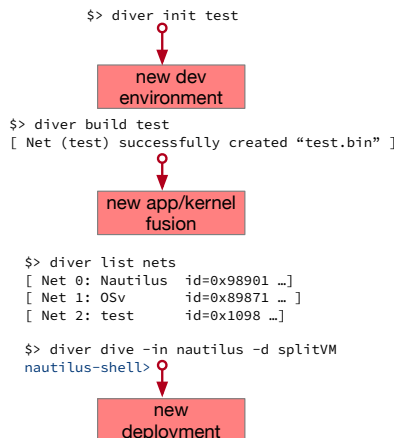 $> diver init test
new dev
environment
$> diver build test
[ Net (test) successfully created “test.bin” ]
new app/kernel
fusion
$> diver list nets
[ Net 0: Nautilus  id=0x98901 …]
[ Net 1: OSv       id=0x89871 … ]
[ Net 2: test      id=0x1098 …]
$> diver dive -in nautilus -d splitVM
nautilus-shell>
new
deployment